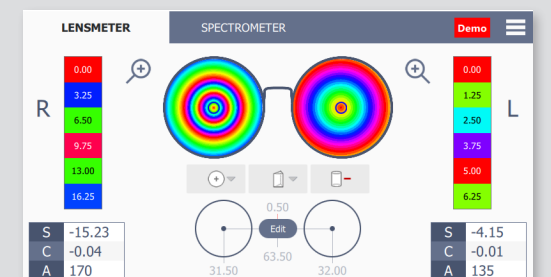 LENSMETER SPECTROMETER Demo
0.00 0.00
3.25 1.25
6.50 2.50
R L
9.75 3.75
13.00 5.00
16.25 6.25
0.50
S -15.23 Edit S -4.15
C -0.04 63.50 C -0.01
A 170 31.50 32.00 A 135